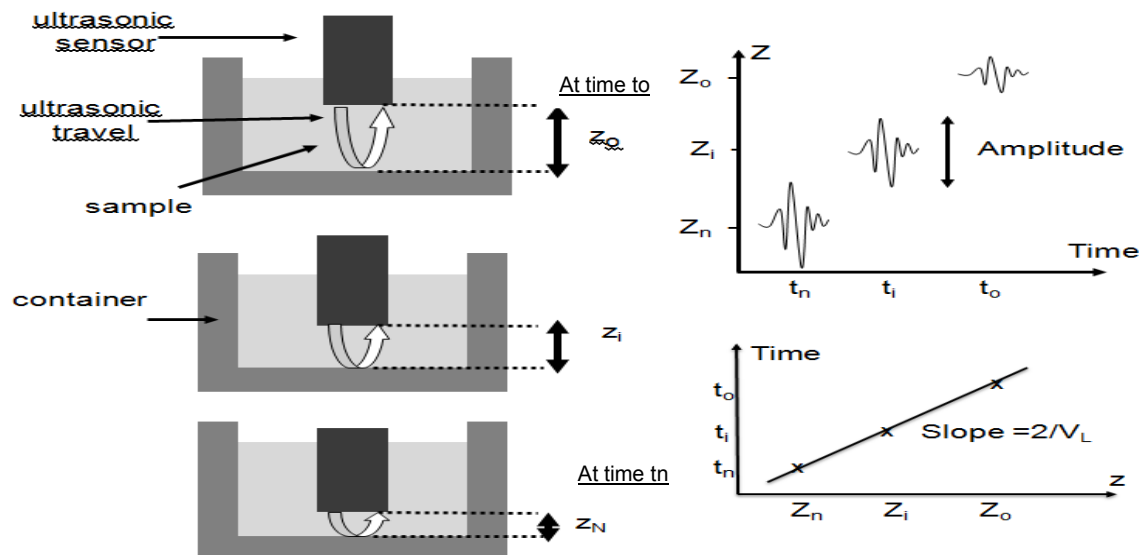 ultrasonic
sensor
At time to
ultrasonic
travel
zo
sample
container
zi
At time tn
zN
Z
Zo
Zi
Amplitude
Zn
Time
tn ti to
Time
to
ti
Slope =2/VL
tn
z
Zn Zi Zo